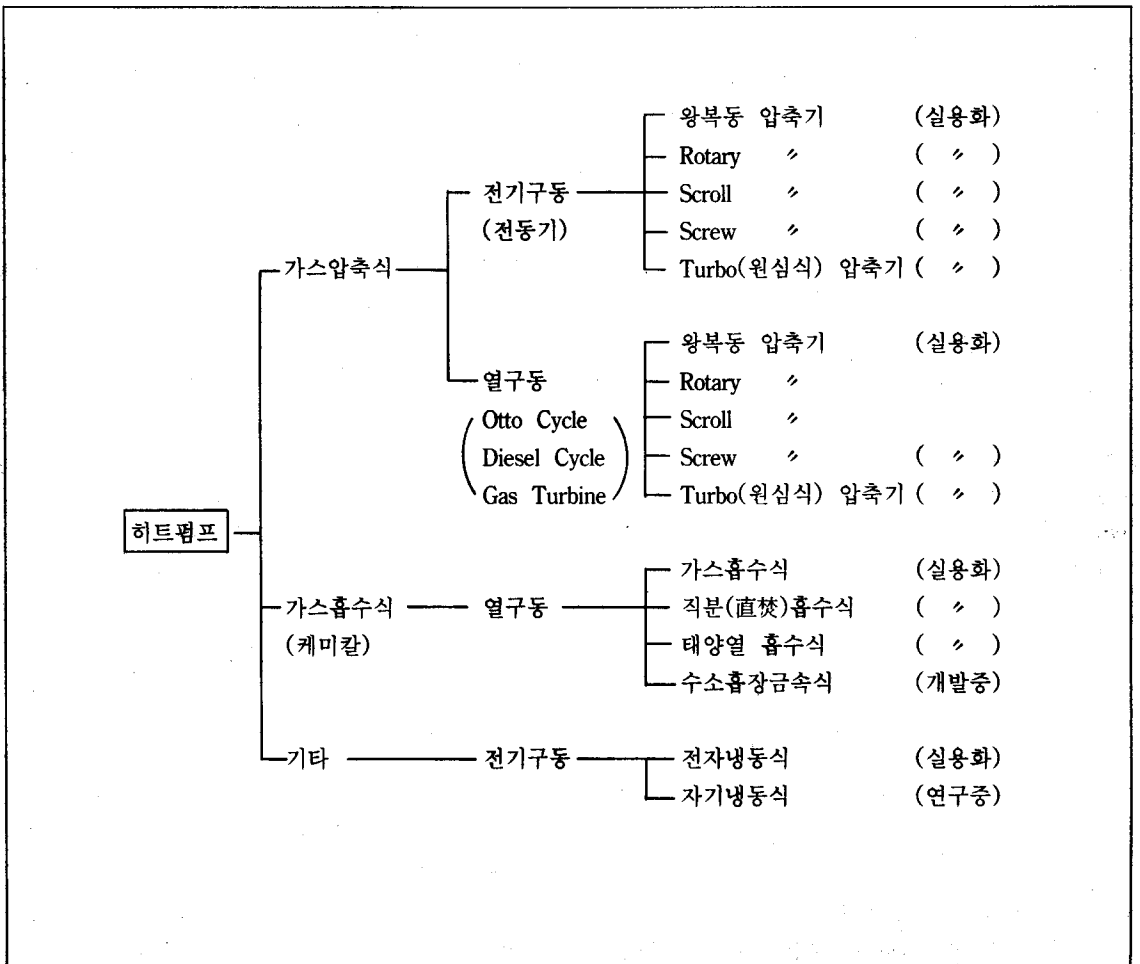 왕복동 압축기 (실용화)
Rotary 〃 ( 〃 )
전기구동 Scroll 〃 ( 〃 )
(전동기) Screw 〃 ( 〃 )
가스압축식 Turbo(원심식) 압축기 ( 〃 )
왕복동 압축기 (실용화)
열구동 Rotary 〃
Otto Cycle Scroll 〃
Diesel Cycle Screw 〃 ( 〃 )
Gas Turbine Turbo(원심식) 압축기 ( 〃 )
히트펌프
가스흡수식 (실용화)
가스흡수식 열구동 직분(直焚)흡수식 ( 〃 )
(케미칼) 태양열 흡수식 ( 〃 )
수소흡장금속식 (개발중)
기타 전기구동 전자냉동식 (실용화)
자기냉동식 (연구중)